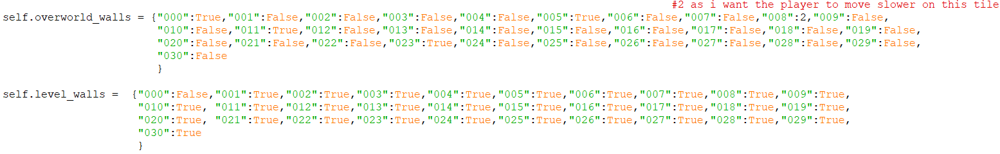 #2 as i want the player to move slower on this tile
self.overworld_walls = {"000":True,"001":False,"002":False,"003":False,"004":False,"005":True,"006":False,"007":False,"008":2,"009":False,
"010":False,"011":True,"012":False,"013":False,"014":False,"015":False,"016":False,"017":False,"018":False,"019":False,
"020":False,"021":False,"022":False,"023":True,"024":False,"025":False,"026":False,"027":False,"028":False,"029":False,
"030":False
}
self.level_walls =  {"000":False,"001":True,"002":True,"003":True,"004":True,"005":True,"006":True,"007":True,"008":True,"009":True,
"010":True, "011":True,"012":True,"013":True,"014":True,"015":True,"016":True,"017":True,"018":True,"019":True,
"020":True, "021":True,"022":True,"023":True,"024":True,"025":True,"026":True,"027":True,"028":True,"029":True,
"030":True
}